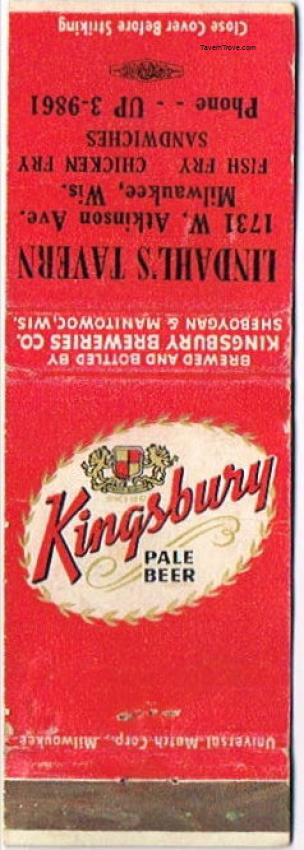 TavernTrove.com
LINDAHL'S TAVERN
1731 W. Atkinson Ave.
Milwaukee, Wis.
FISH FRY CHICKEN FRY
SANDWICHES
Phone - - UP 3-9861
Close Cover Before Striking
BREWED AND BOTTLED BY
KINGSBURY BREWERIES CO.
SHEBOYGAN & MANITOWOC, WIS.
Kingsbury
PALE
BEER
Universal Match Corp., Milwaukee